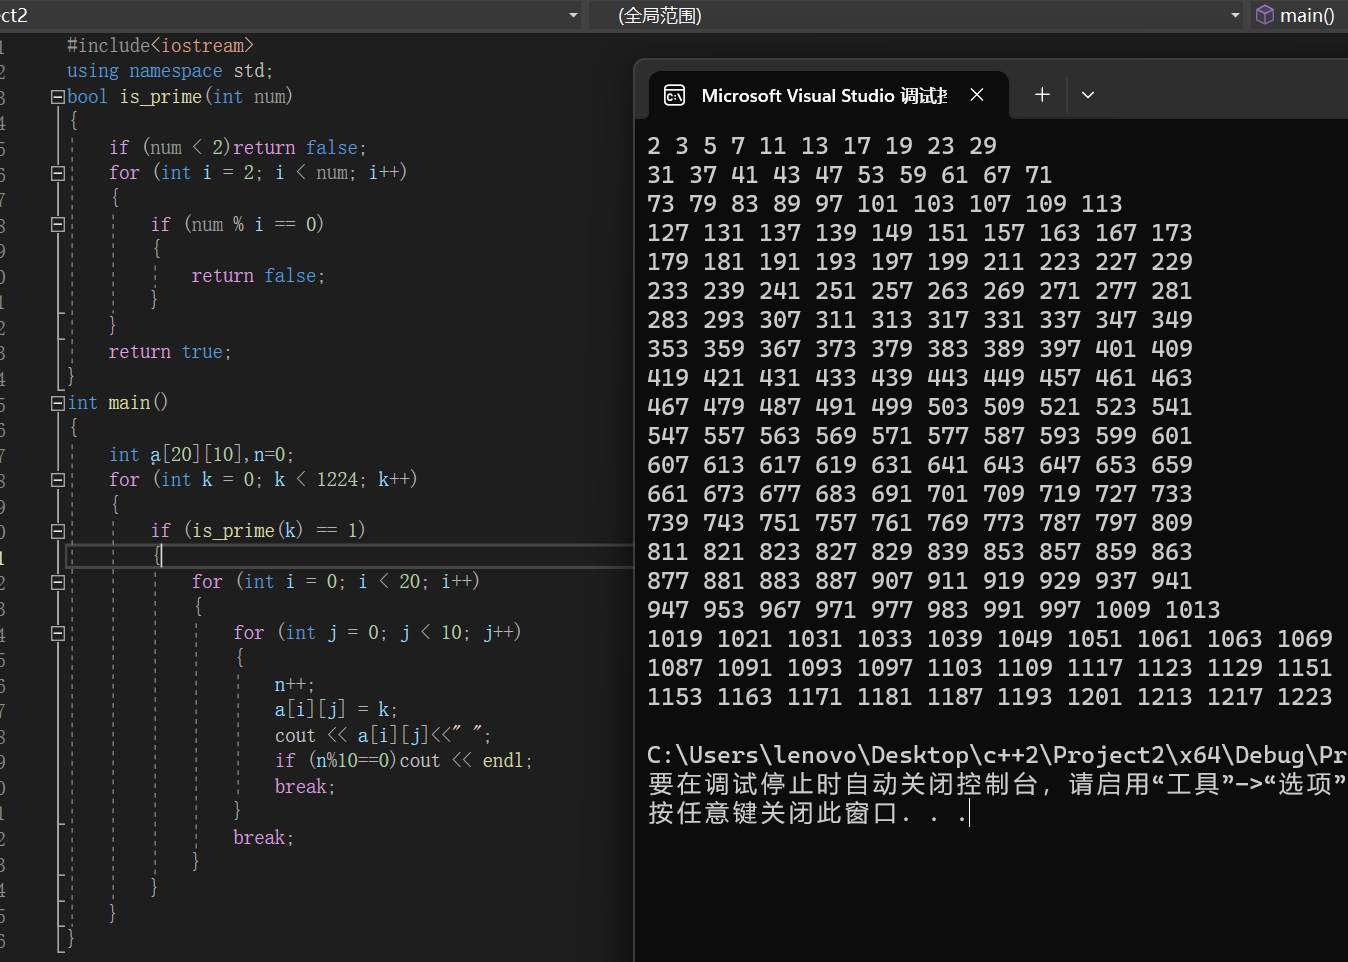 ct2
(全局范围)
main()
#include<iostream>
using namespace std;
bool is_prime(int num)
{
if (num < 2)return false;
for (int i = 2; i < num; i++)
{
if (num % i == 0)
{
return false;
}
}
return true;
}
int main()
{
int a[20][10],n=0;
for (int k = 0; k < 1224; k++)
{
if (is_prime(k) == 1)
{
for (int i = 0; i < 20; i++)
{
for (int j = 0; j < 10; j++)
{
n++;
a[i][j] = k;
cout << a[i][j]<<" ";
if (n%10==0)cout << endl;
break;
}
break;
}
}
}
}
Microsoft Visual Studio 调试
2 3 5 7 11 13 17 19 23 29
31 37 41 43 47 53 59 61 67 71
73 79 83 89 97 101 103 107 109 113
127 131 137 139 149 151 157 163 167 173
179 181 191 193 197 199 211 223 227 229
233 239 241 251 257 263 269 271 277 281
283 293 307 311 313 317 331 337 347 349
353 359 367 373 379 383 389 397 401 409
419 421 431 433 439 443 449 457 461 463
467 479 487 491 499 503 509 521 523 541
547 557 563 569 571 577 587 593 599 601
607 613 617 619 631 641 643 647 653 659
661 673 677 683 691 701 709 719 727 733
739 743 751 757 761 769 773 787 797 809
811 821 823 827 829 839 853 857 859 863
877 881 883 887 907 911 919 929 937 941
947 953 967 971 977 983 991 997 1009 1013
1019 1021 1031 1033 1039 1049 1051 1061 1063 1069
1087 1091 1093 1097 1103 1109 1117 1123 1129 1151
1153 1163 1171 1181 1187 1193 1201 1213 1217 1223
C:\Users\lenovo\Desktop\c++2\Project2\x64\Debug\Pr
要在调试停止时自动关闭控制台，请启用“工具”->“选项”
按任意键关闭此窗口. . .